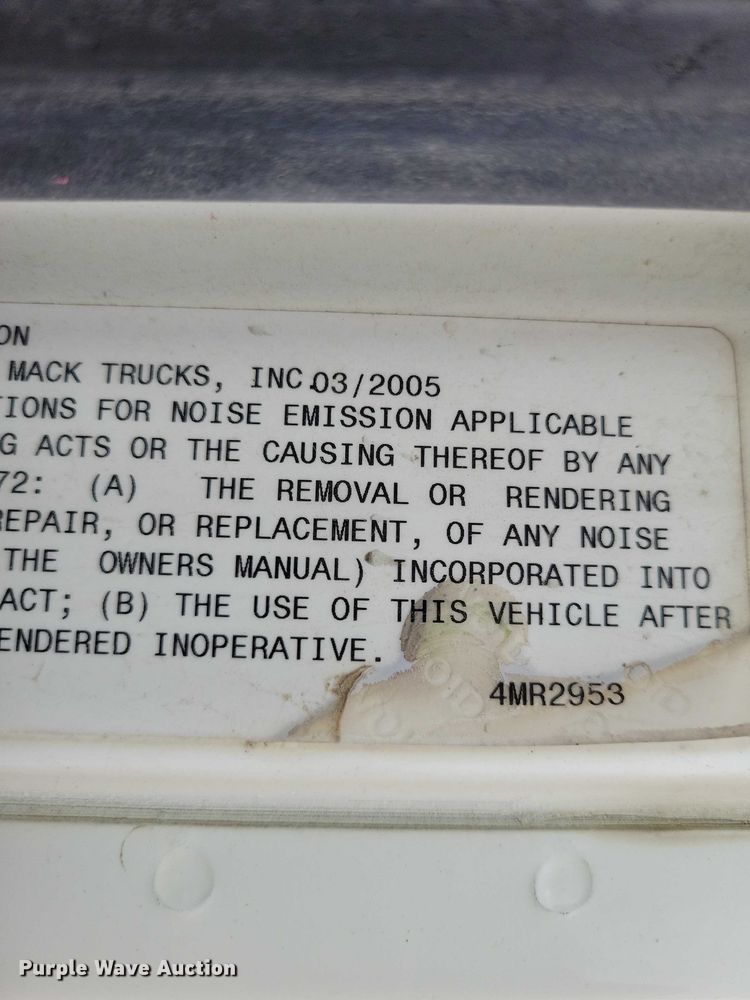 ON
MACK TRUCKS, INC.03/2005
TIONS FOR NOISE EMISSION APPLICABLE
G ACTS OR THE CAUSING THEREOF BY ANY
72: (A) THE REMOVAL OR RENDERING
REPAIR, OR REPLACEMENT, OF ANY NOISE
THE OWNERS MANUAL) INCORPORATED INTO
ACT; (B) THE USE OF THIS VEHICLE AFTER
ENDERED INOPERATIVE.
4MR2953
Purple Wave Auction